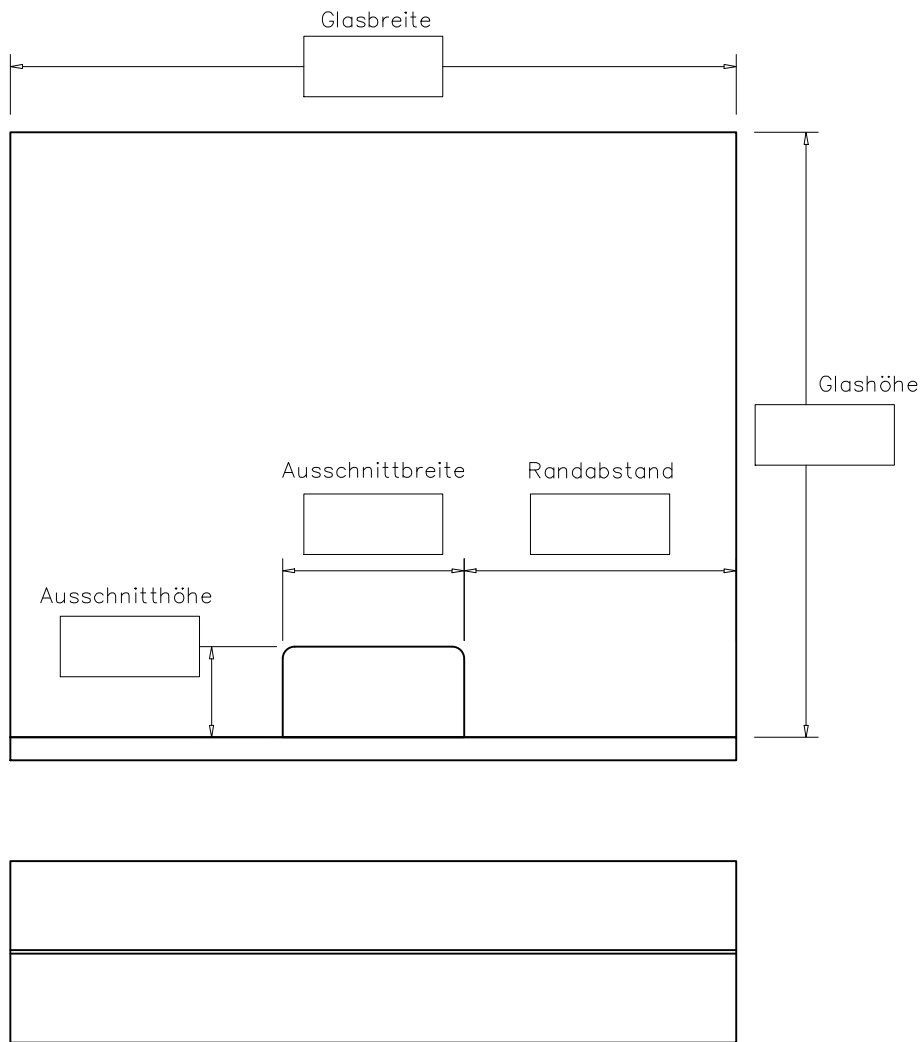 Glasbreite
Glashöhe
Ausschnittbreite
Randabstand
Ausschnitthöhe